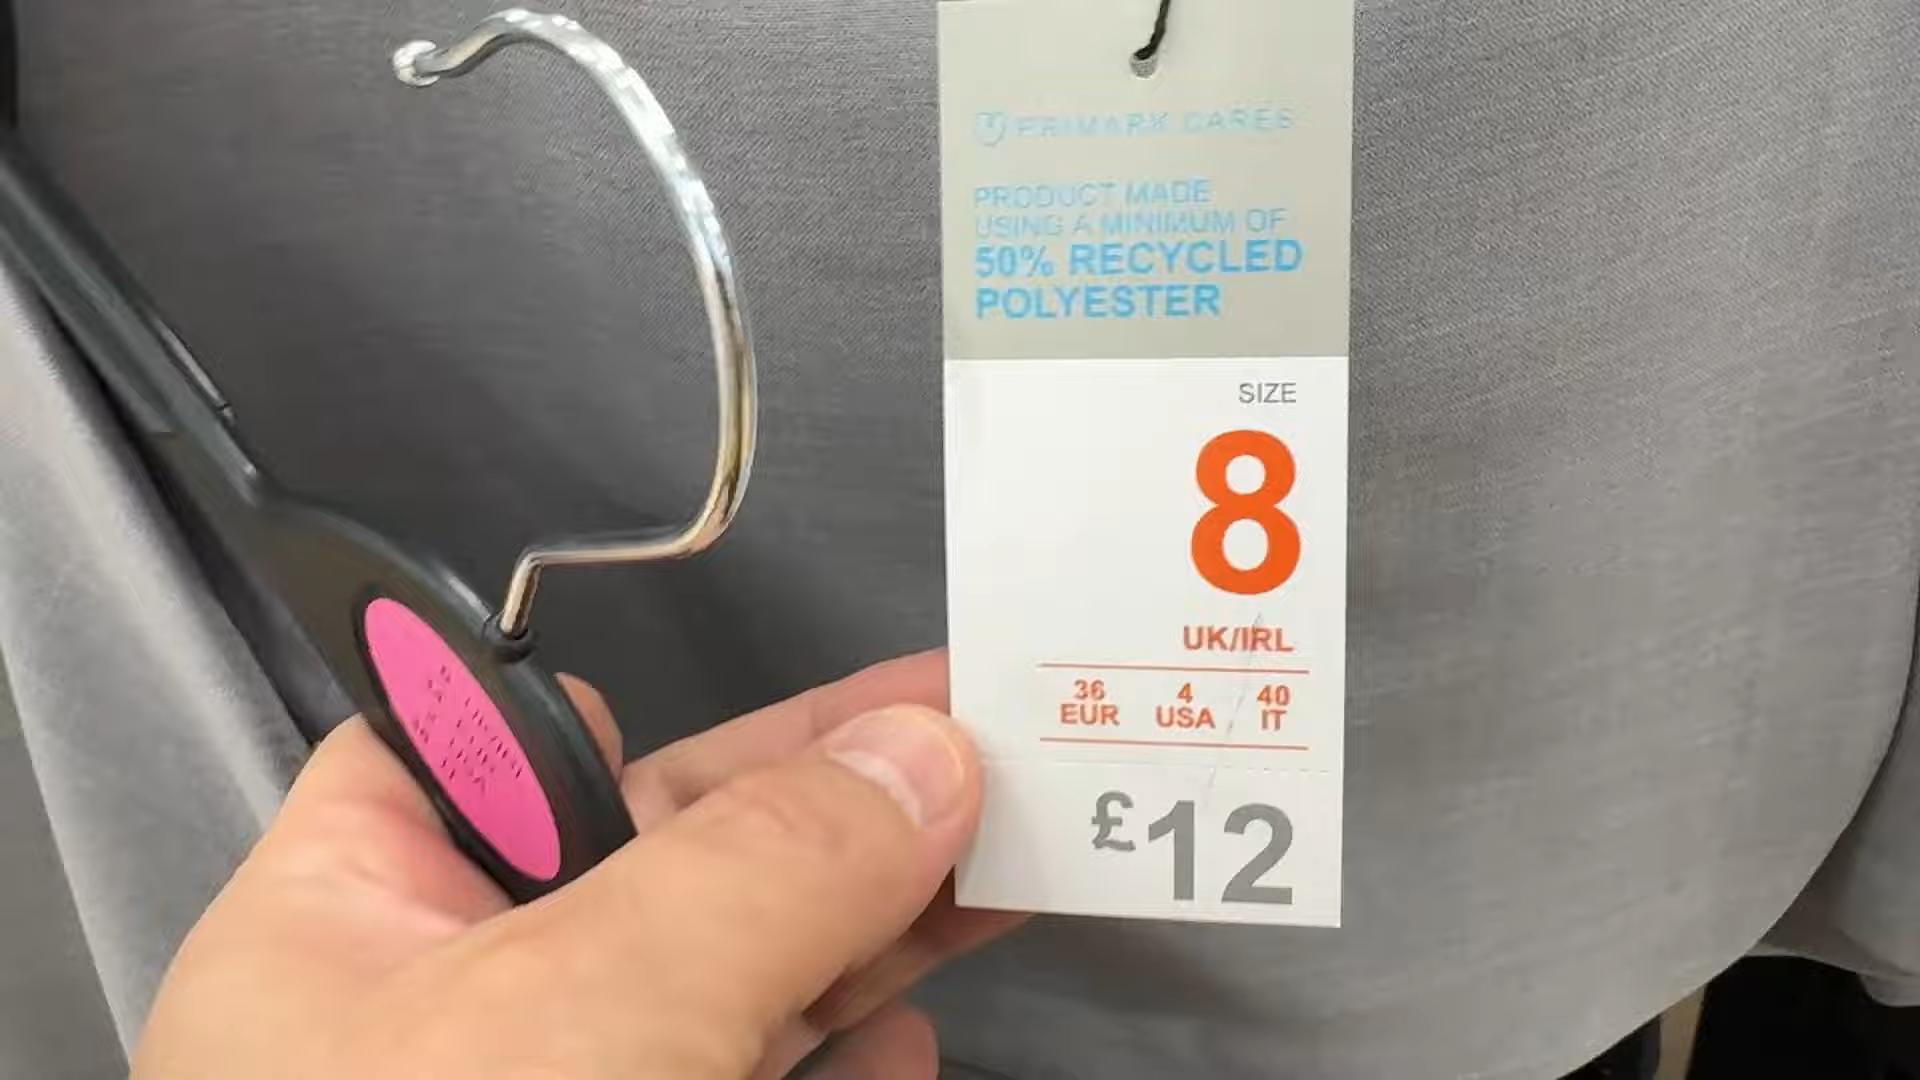 PRIMARK CARES
PRODUCT MADE
USING A MINIMUM OF
50% RECYCLED
POLYESTER
SIZE
8
UK/IRL
36 4 40
EUR USA IT
£12